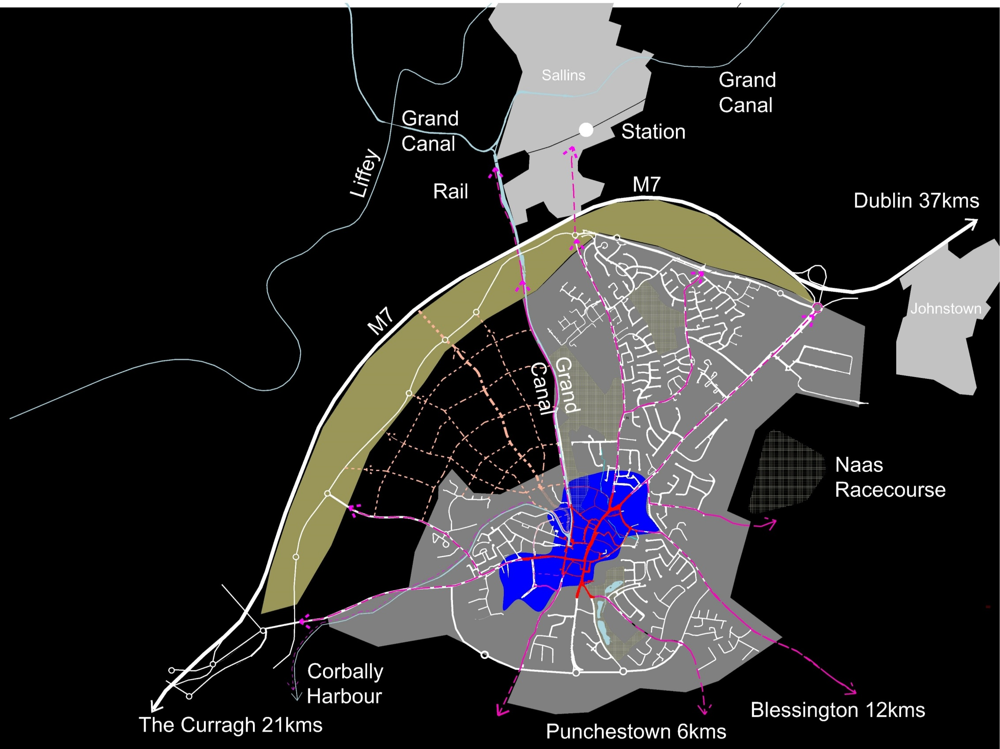 Sallins
Grand
Canal
Grand
Canal
Station
Liffey
Rail
M7
Dublin 37kms
Johnstown
M7
Grand
Canal
N
Naas
Racecourse
Corbally
Harbour
The Curragh 21kms
Blessington 12kms
Punchestown 6kms